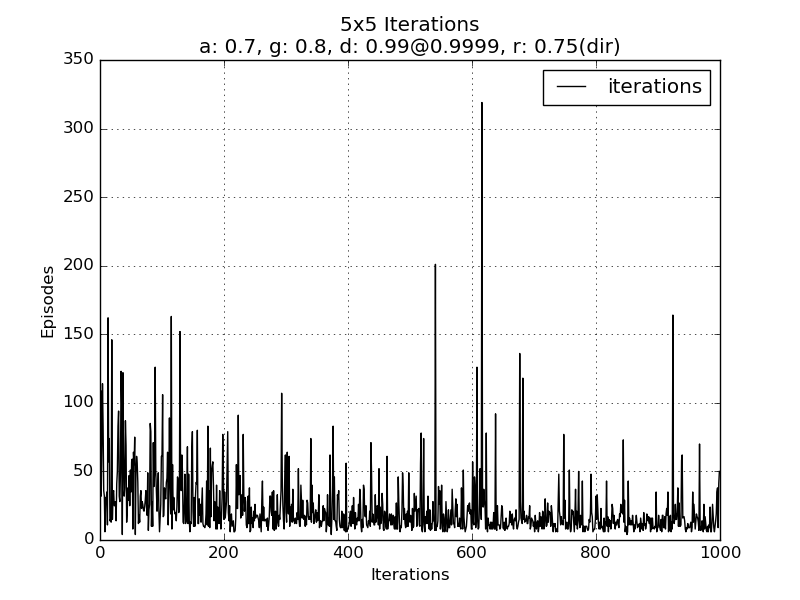 5x5 Iterations
a: 0.7, g: 0.8, d: 0.99@0.9999, r: 0.75(dir)
350
iterations
300
250
200
Episodes
150
100
50
0
0 200 400 600 800 1000
Iterations